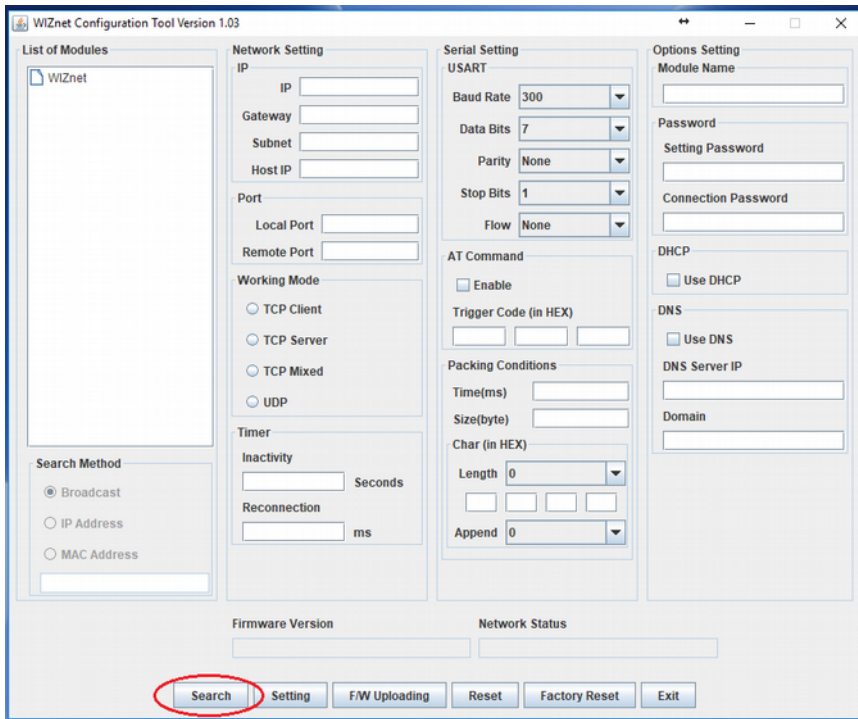 WIZnet Configuration Tool Version 1.03
List of Modules
WIZnet
Search Method
Broadcast
IP Address
MAC Address
Network Setting
IP
IP
Gateway
Subnet
Host IP
Port
Local Port
Remote Port
Working Mode
TCP Client
TCP Server
TCP Mixed
UDP
Timer
Inactivity
Seconds
Reconnection
ms
Serial Setting
USART
Baud Rate 300
Data Bits 7
Parity None
Stop Bits 1
Flow None
AT Command
Enable
Trigger Code (in HEX)
Packing Conditions
Time(ms)
Size(byte)
Char (in HEX)
Length 0
Append 0
Options Setting
Module Name
Password
Setting Password
Connection Password
DHCP
Use DHCP
DNS
Use DNS
DNS Server IP
Domain
Firmware Version
Network Status
Search Setting F/W Uploading Reset Factory Reset Exit